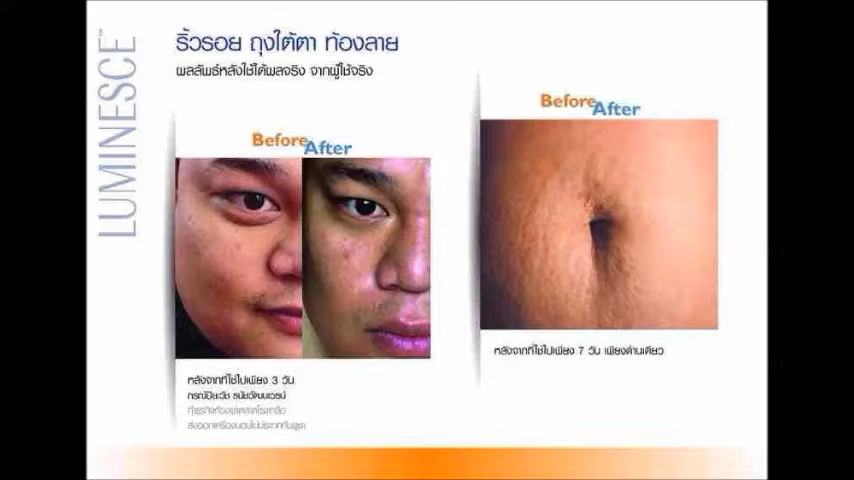 LUMINESCE™
ริ้วรอย ถุงใต้ตา ท้องลาย
ผลลัพธ์หลังใช้ได้ผลจริง จากผู้ใช้จริง
Before After
Before After
หลังจากที่ใช้ไปเพียง 3 วัน
หลังจากที่ใช้ไปเพียง 7 วัน เพียงด้านเดียว